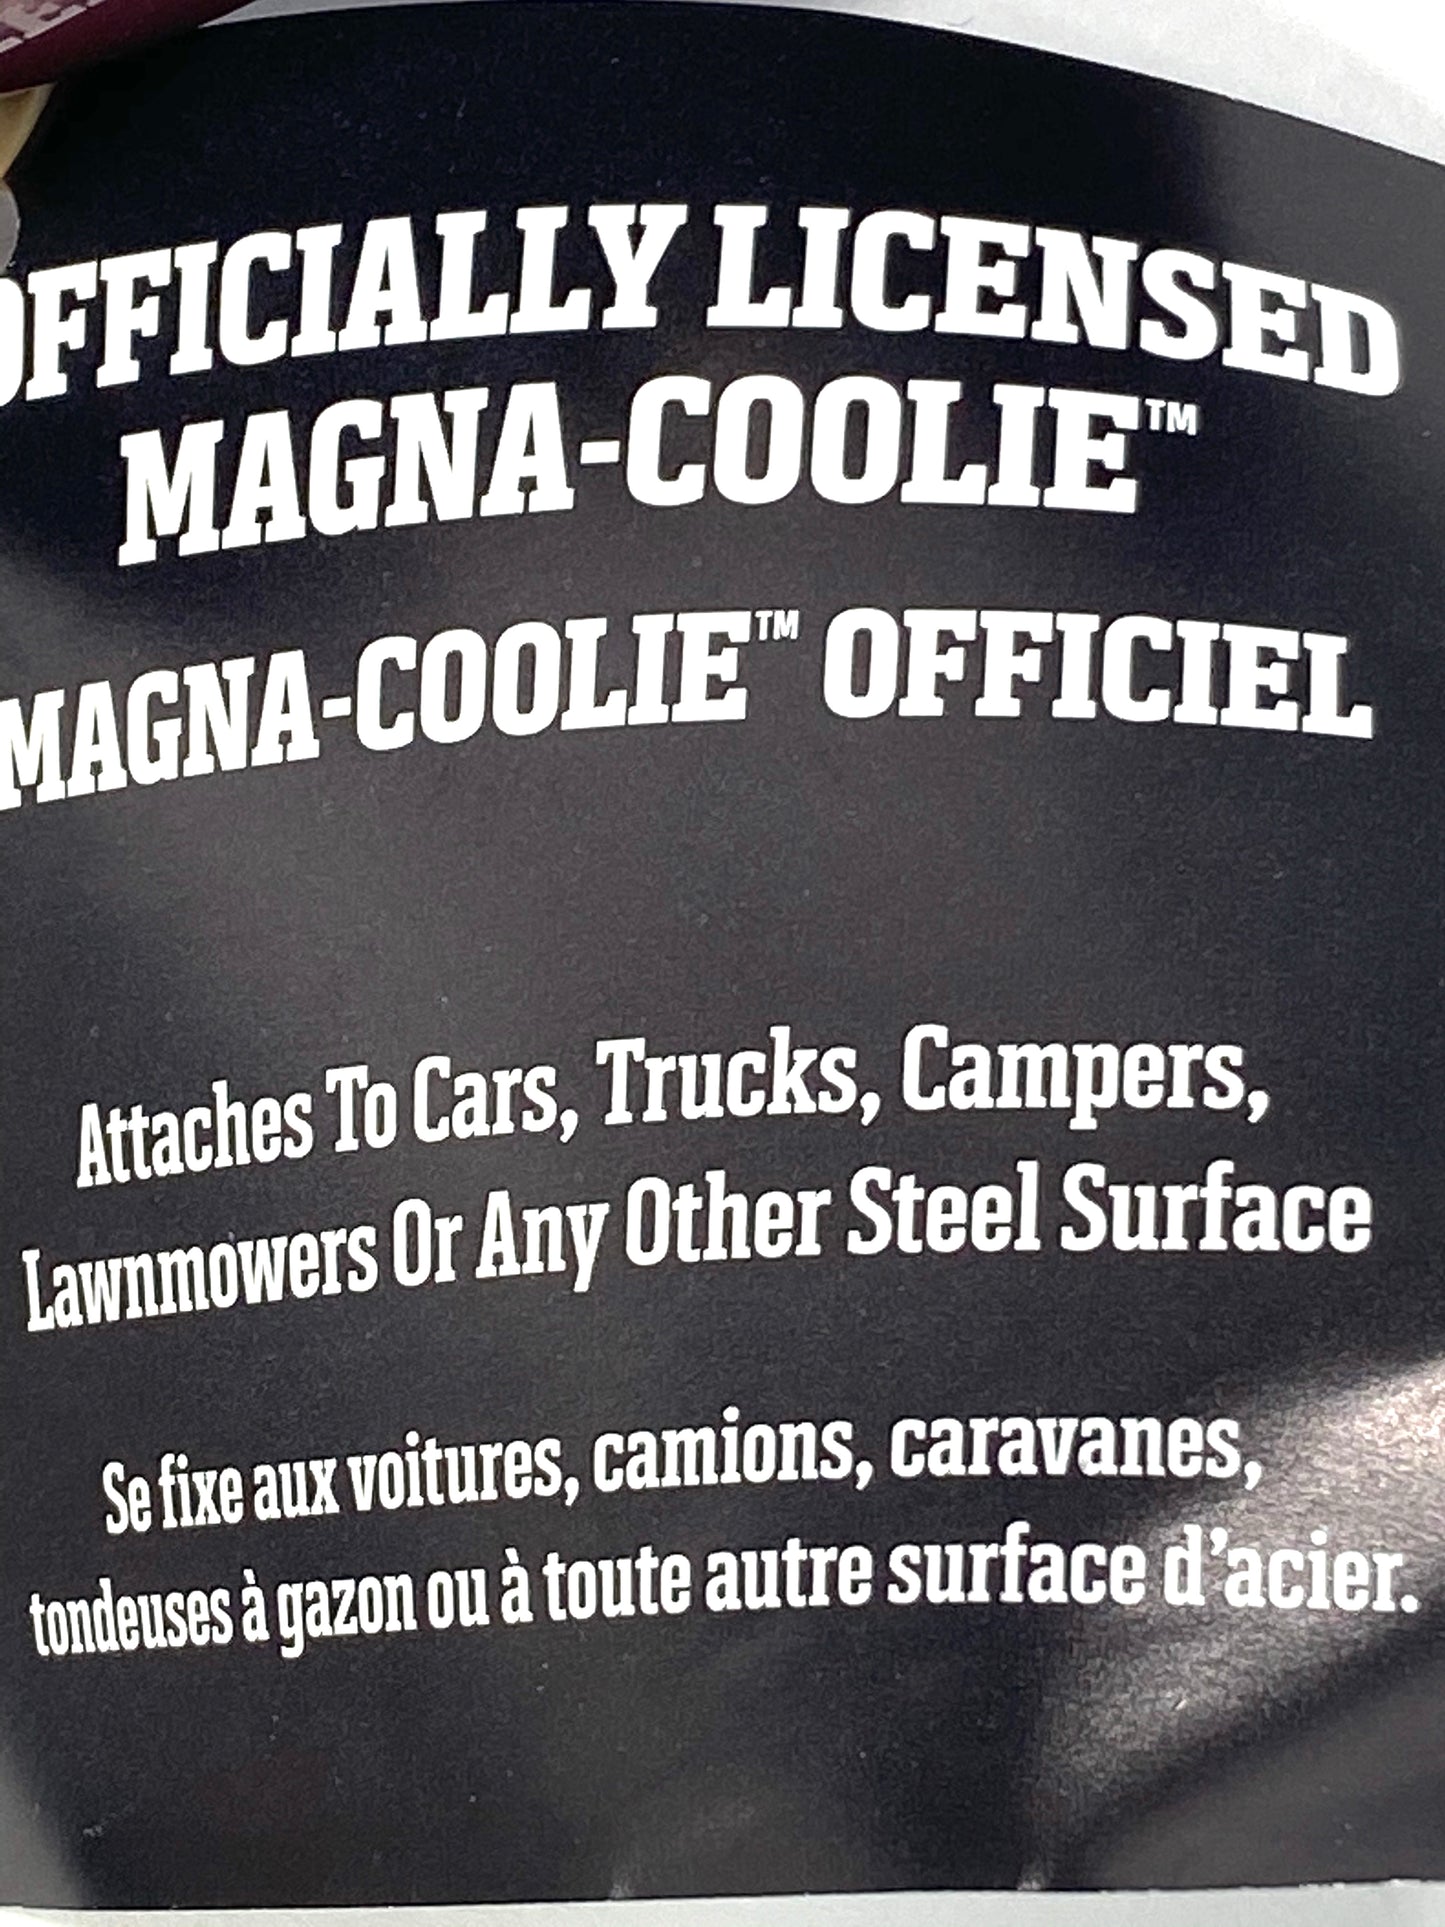 OFFICIALLY LICENSED
MAGNA-COOLIE™
MAGNA-COOLIE™ OFFICIEL
Attaches To Cars, Trucks, Campers,
Lawnmowers Or Any Other Steel Surface
Se fixe aux voitures, camions, caravanes,
tondeuses à gazon ou à toute autre surface d’acier.